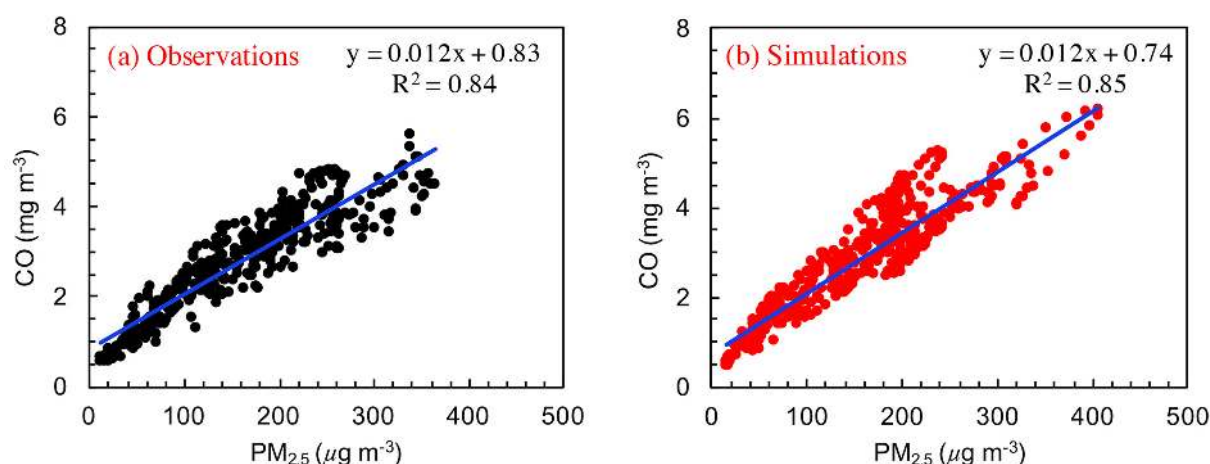 (a) Observations
y = 0.012x + 0.83
R² = 0.84
8
6
4
2
0
CO (mg m⁻³)
0 100 200 300 400 500
PM₂.₅ (μg m⁻³)
(b) Simulations
y = 0.012x + 0.74
R² = 0.85
8
6
4
2
0
CO (mg m⁻³)
0 100 200 300 400 500
PM₂.₅ (μg m⁻³)